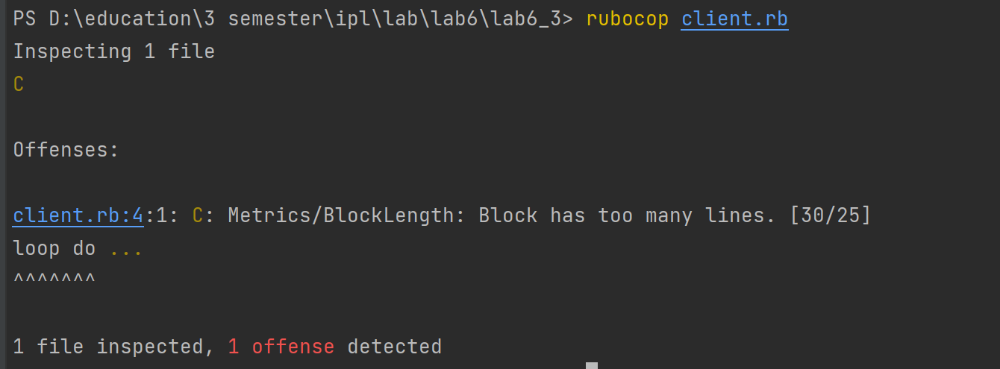 PS D:\education\3 semester\ipl\lab\lab6\lab6_3> rubocop client.rb
Inspecting 1 file
C
Offenses:
client.rb:4:1: C: Metrics/BlockLength: Block has too many lines. [30/25]
loop do ...
^^^^^^^
1 file inspected, 1 offense detected